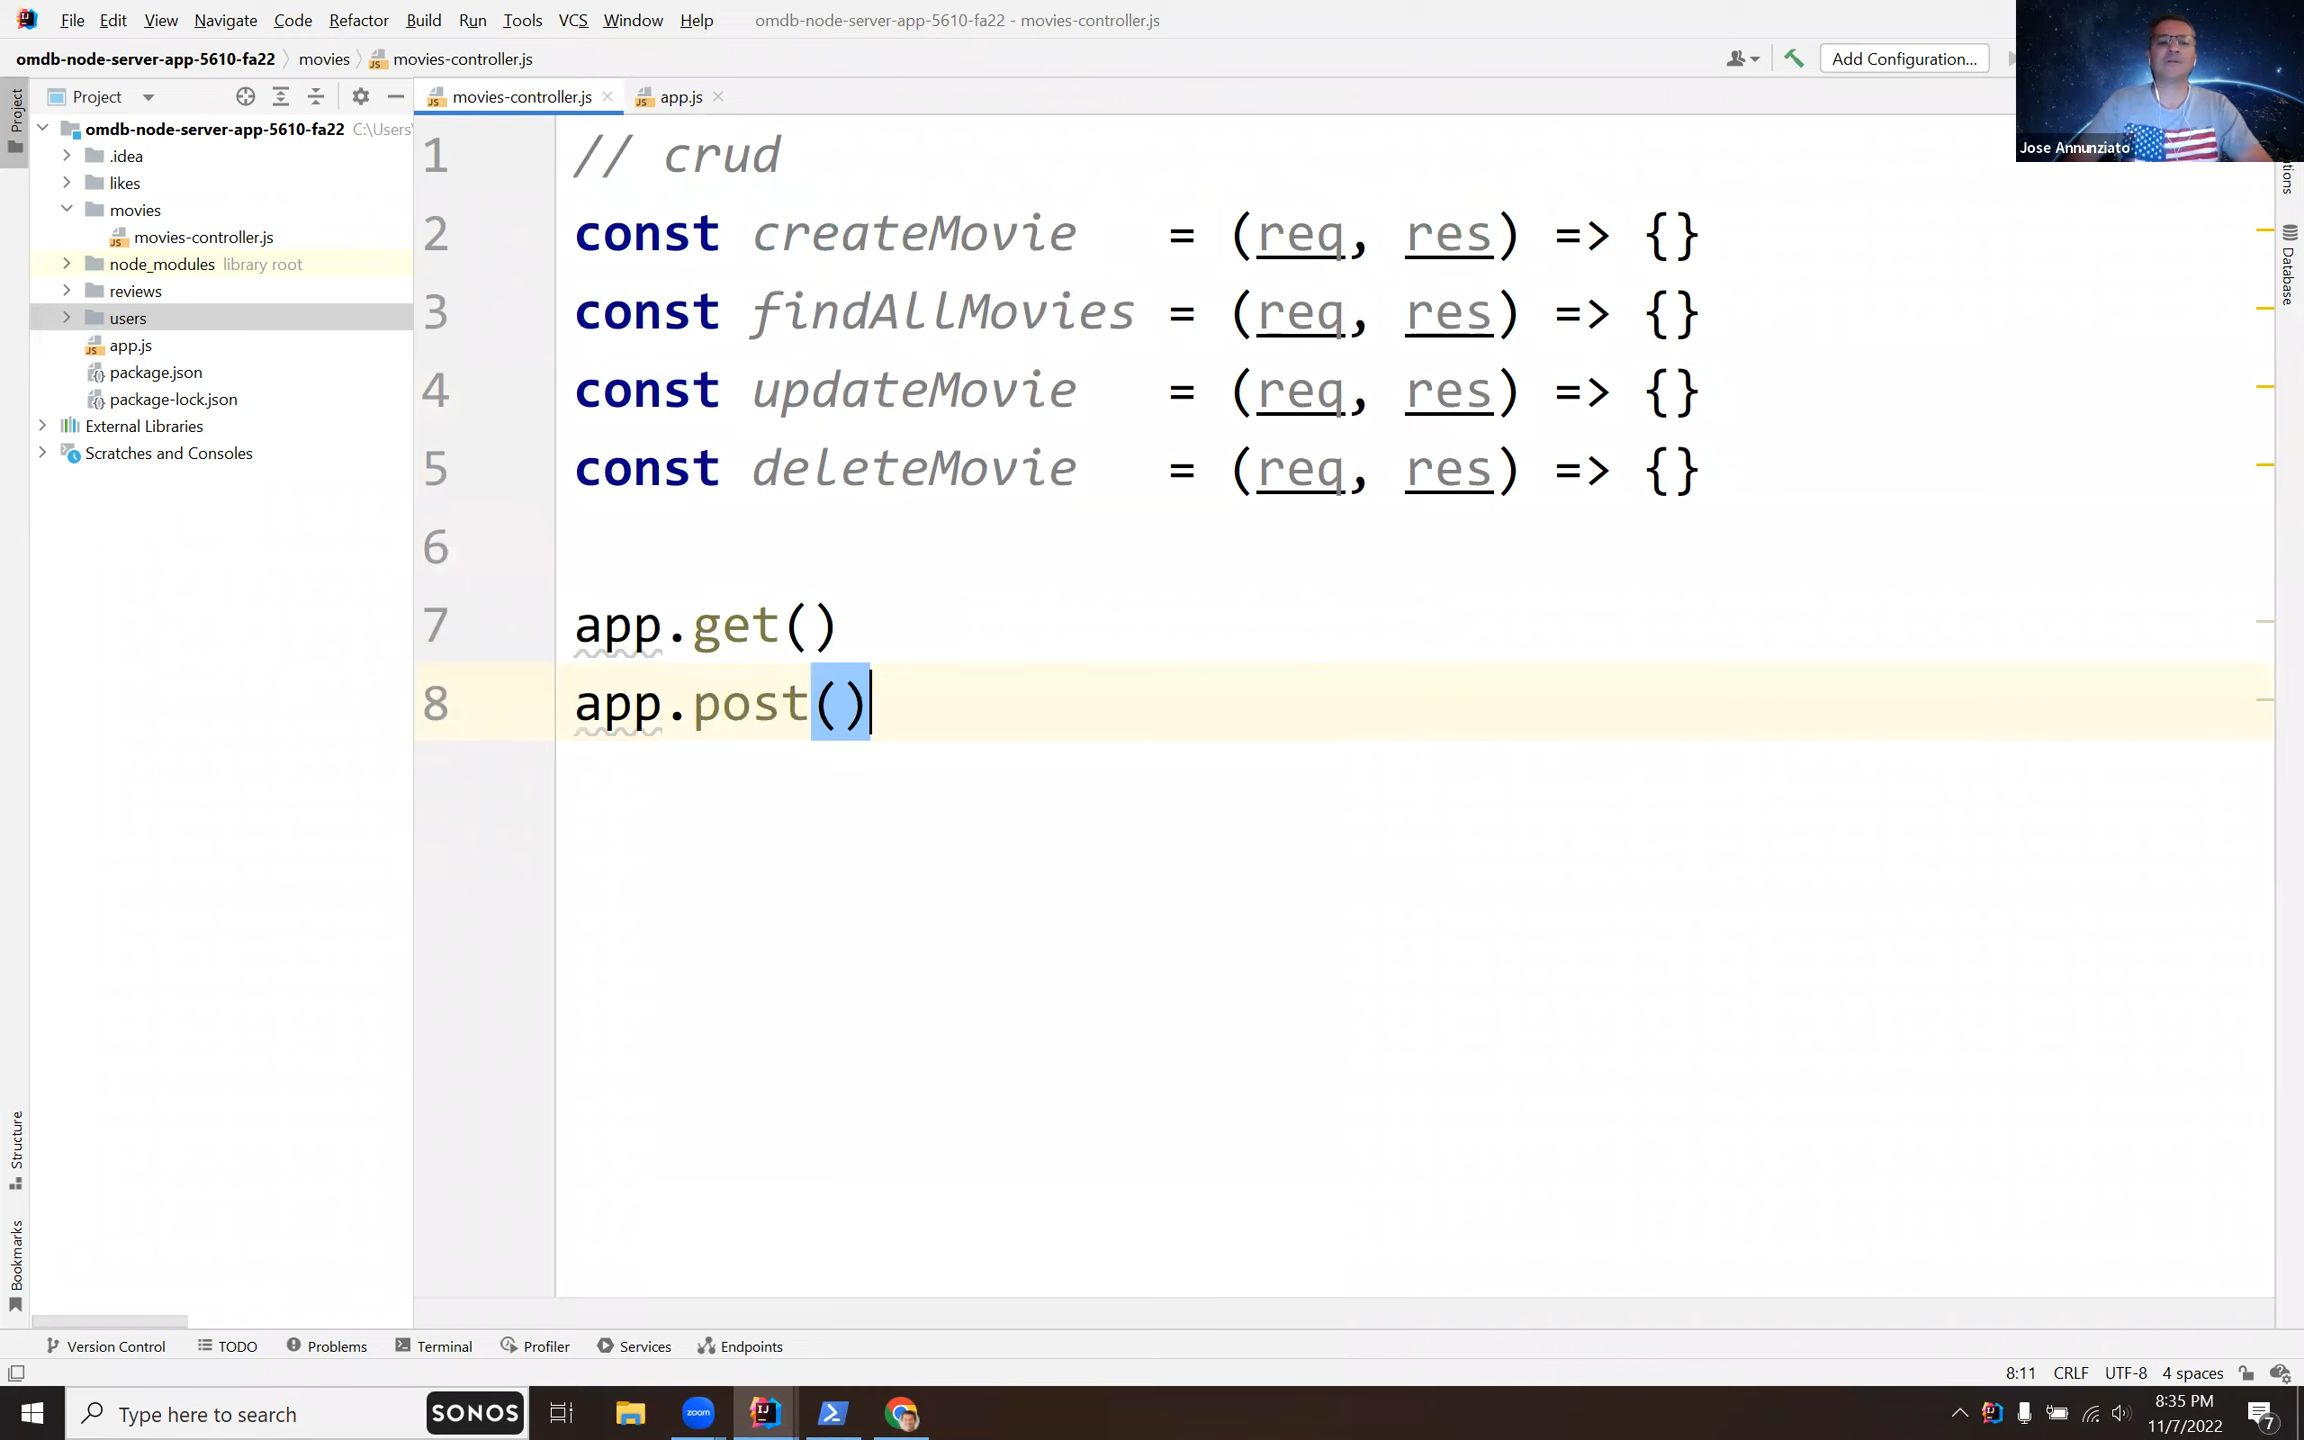 File Edit View Navigate Code Refactor Build Run Tools VCS Window Help omdb-node-server-app-5610-fa22 - movies-controller.js
omdb-node-server-app-5610-fa22 movies movies-controller.js Add Configuration...
Jose Annunziato
Project
Project
movies-controller.js app.js
omdb-node-server-app-5610-fa22 C:\Users
.idea
likes
movies
movies-controller.js
node_modules library root
reviews
users
app.js
package.json
package-lock.json
External Libraries
Scratches and Consoles
1 // crud
2 const createMovie = (req, res) => {}
3 const findAllMovies = (req, res) => {}
4 const updateMovie = (req, res) => {}
5 const deleteMovie = (req, res) => {}
6
7 app.get()
8 app.post()
Database
Structure
Bookmarks
Version Control TODO Problems Terminal Profiler Services Endpoints
8:11 CRLF UTF-8 4 spaces
Type here to search SONOS zoom
8:35 PM
11/7/2022
7